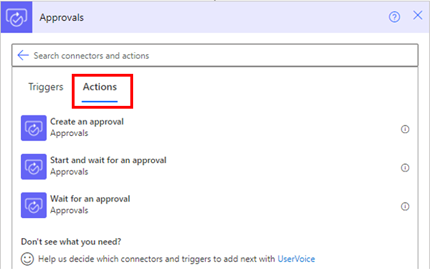 Approvals
Search connectors and actions
Triggers Actions
Create an approval
Approvals
Start and wait for an approval
Approvals
Wait for an approval
Approvals
Don't see what you need?
Help us decide which connectors and triggers to add next with UserVoice